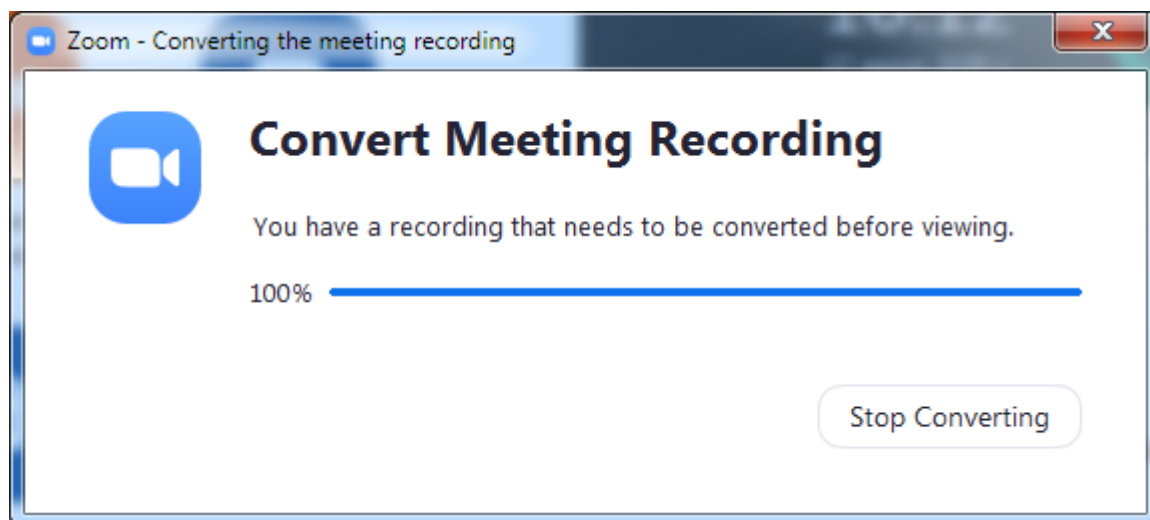 Zoom - Converting the meeting recording
Convert Meeting Recording
You have a recording that needs to be converted before viewing.
100%
Stop Converting